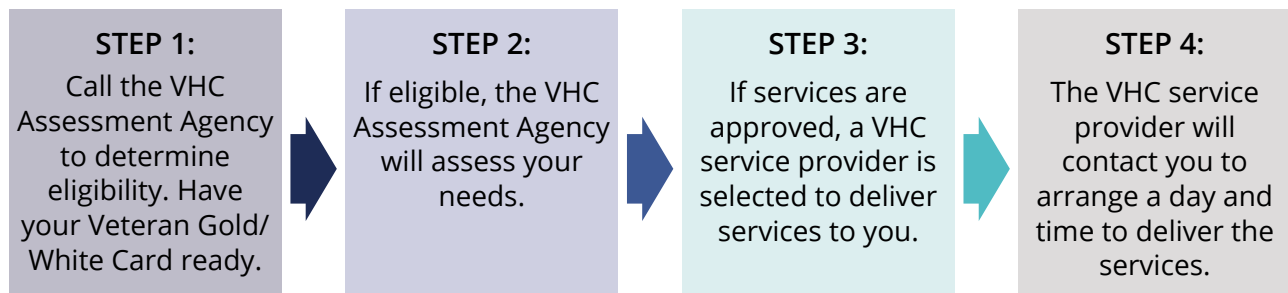 STEP 1:
Call the VHC
Assessment Agency
to determine
eligibility. Have
your Veteran Gold/
White Card ready.
STEP 2:
If eligible, the VHC
Assessment Agency
will assess your
needs.
STEP 3:
If services are
approved, a VHC
service provider is
selected to deliver
services to you.
STEP 4:
The VHC service
provider will
contact you to
arrange a day and
time to deliver the
services.